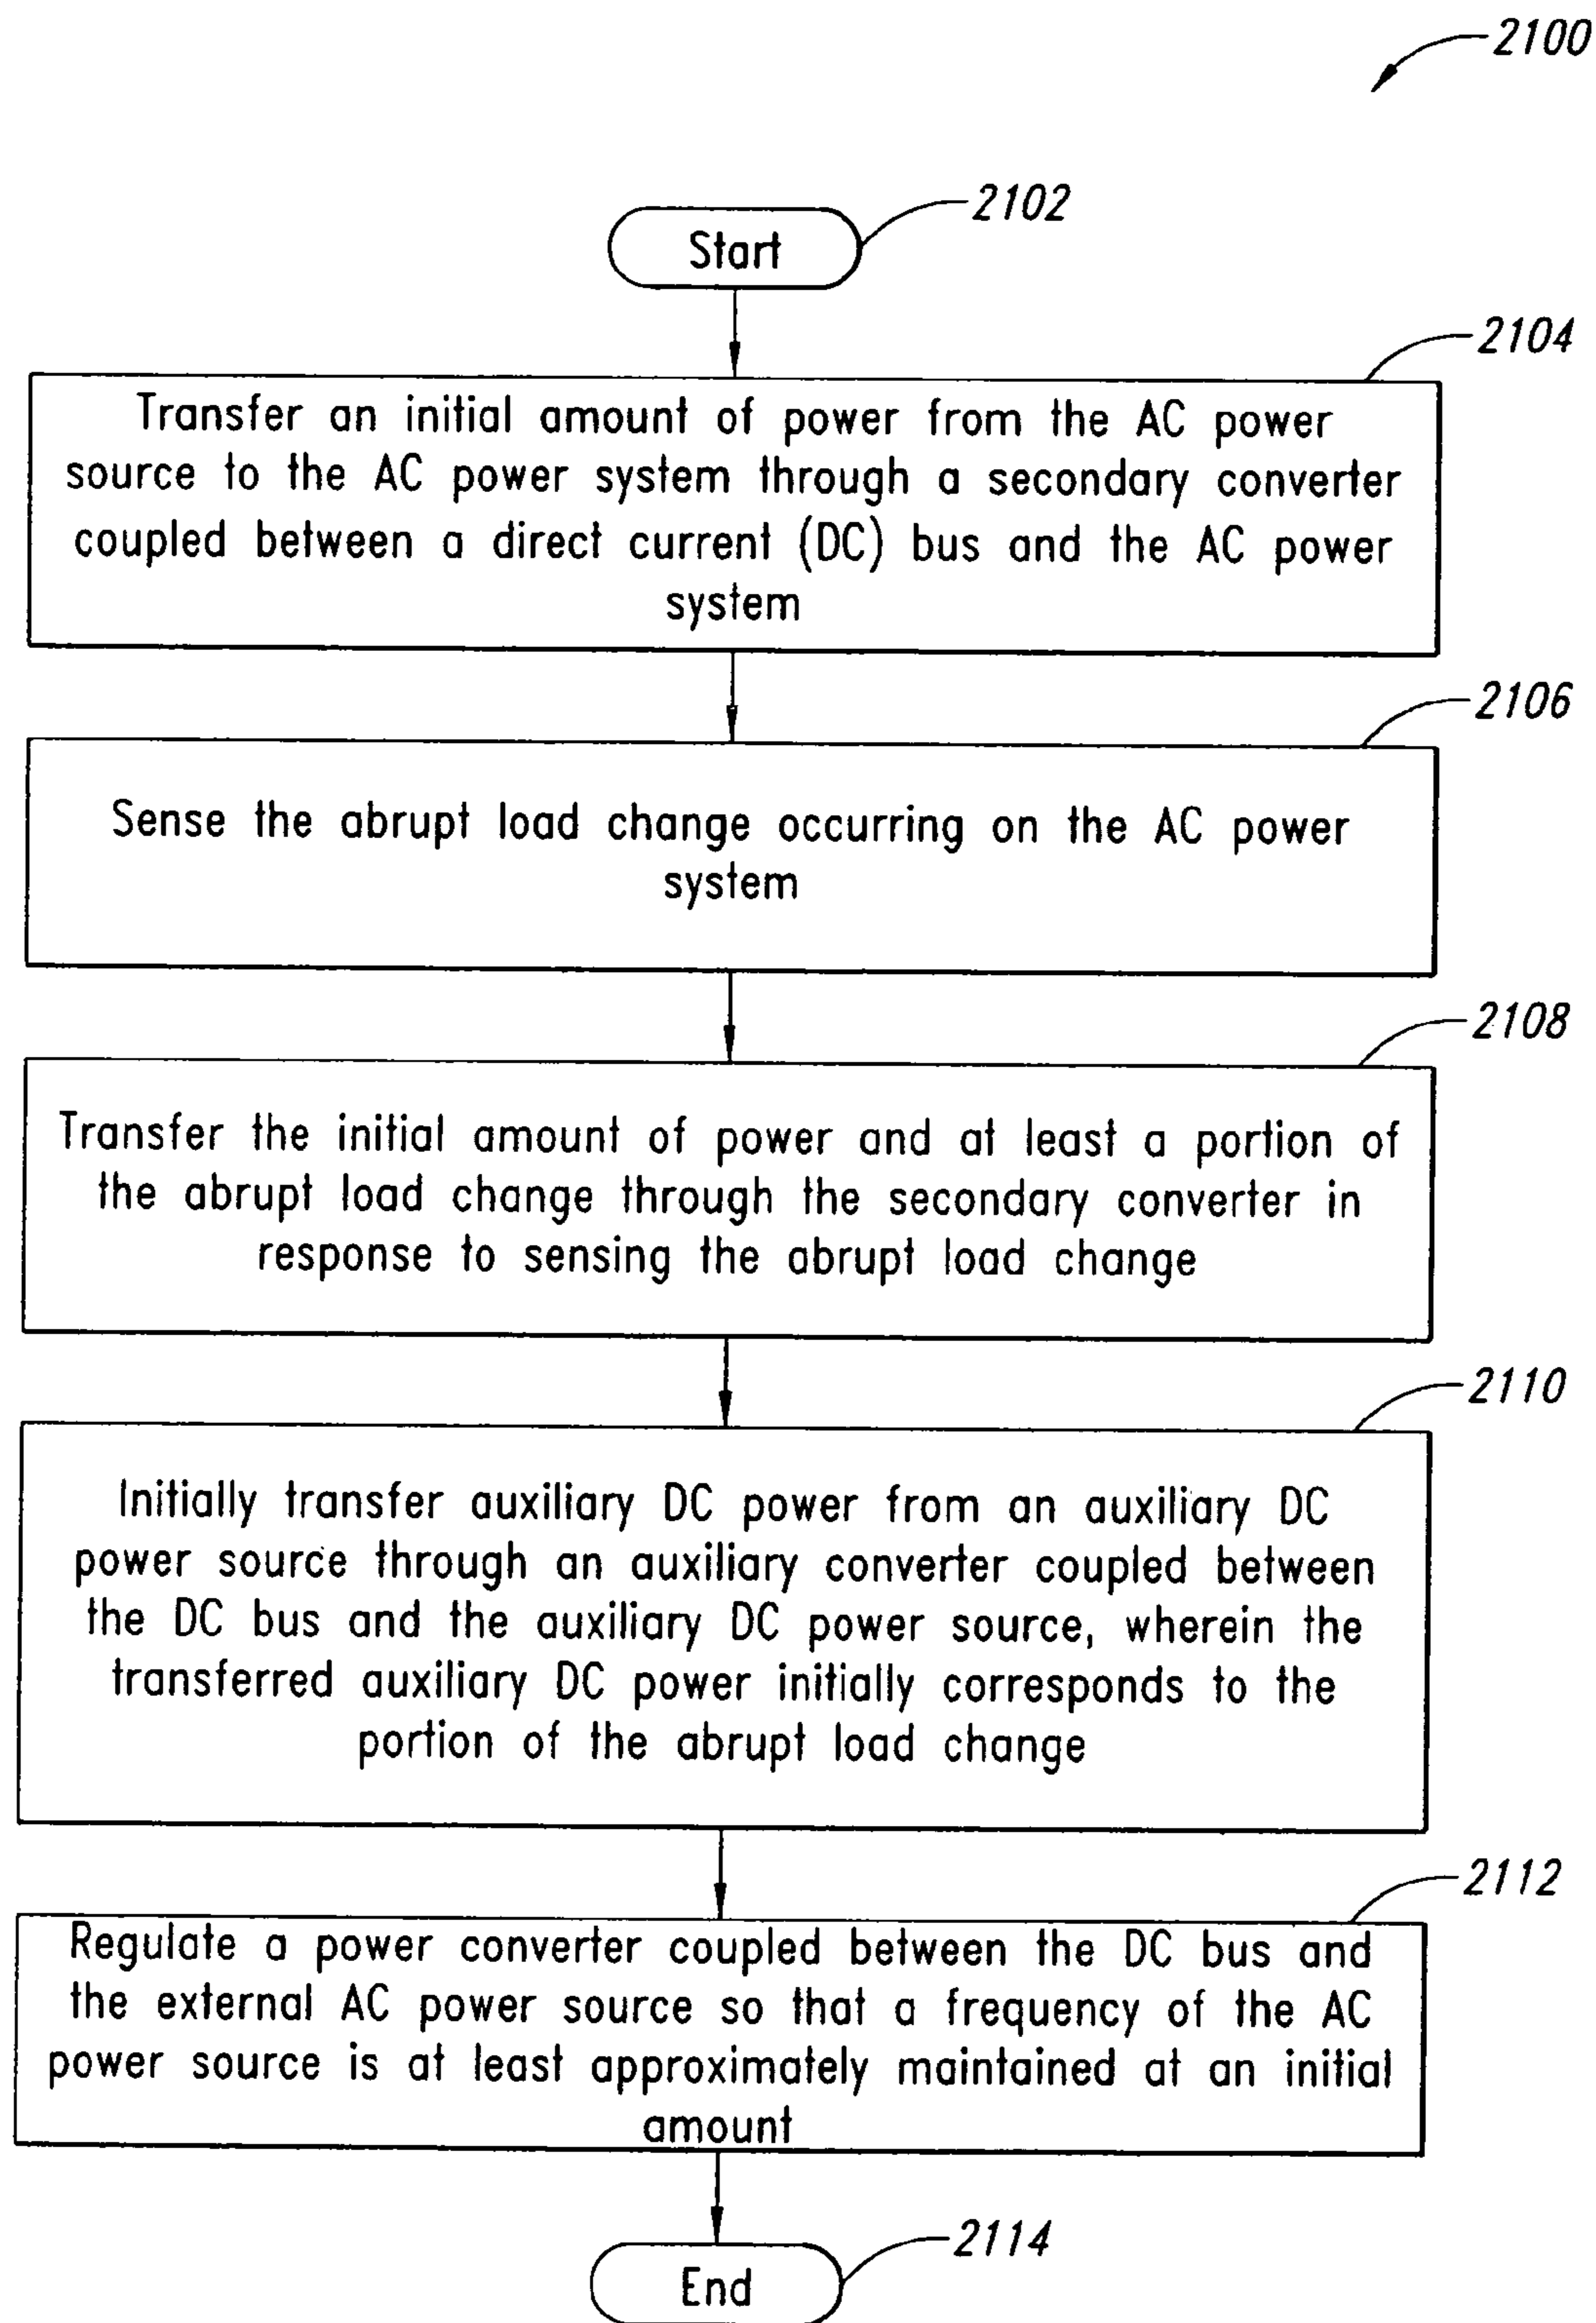 2100
2102
Start
2104
Transfer an initial amount of power from the AC power
source to the AC power system through a secondary converter
coupled between a direct current (DC) bus and the AC power
system
2106
Sense the abrupt load change occurring on the AC power
system
2108
Transfer the initial amount of power and at least a portion of
the abrupt load change through the secondary converter in
response to sensing the abrupt load change
2110
Initially transfer auxiliary DC power from an auxiliary DC
power source through an auxiliary converter coupled between
the DC bus and the auxiliary DC power source, wherein the
transferred auxiliary DC power initially corresponds to the
portion of the abrupt load change
2112
Regulate a power converter coupled between the DC bus and
the external AC power source so that a frequency of the AC
power source is at least approximately maintained at an initial
amount
2114
End